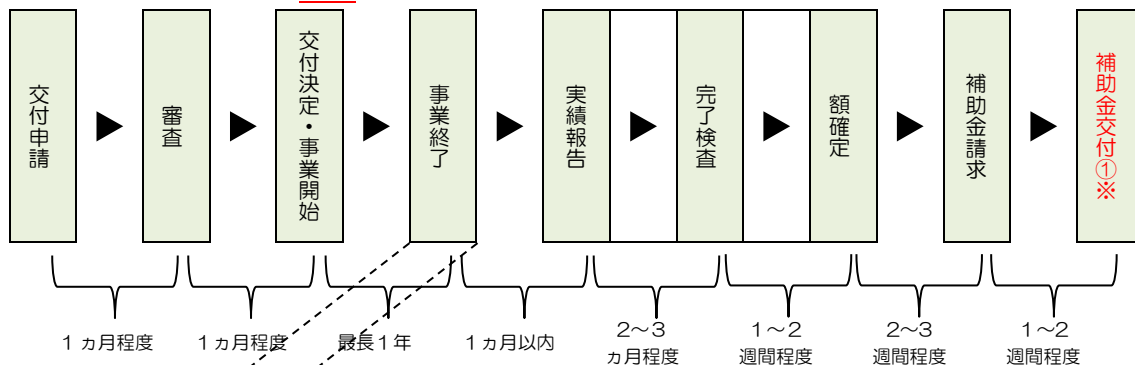 交付申請
審査
交付決定・事業開始
事業終了
実績報告
完了検査
額確定
補助金請求
補助金交付①※
１ヵ月程度
１ヵ月程度
最長１年
１ヵ月以内
２～３
ヵ月程度
１～２
週間程度
２～３
週間程度
１～２
週間程度